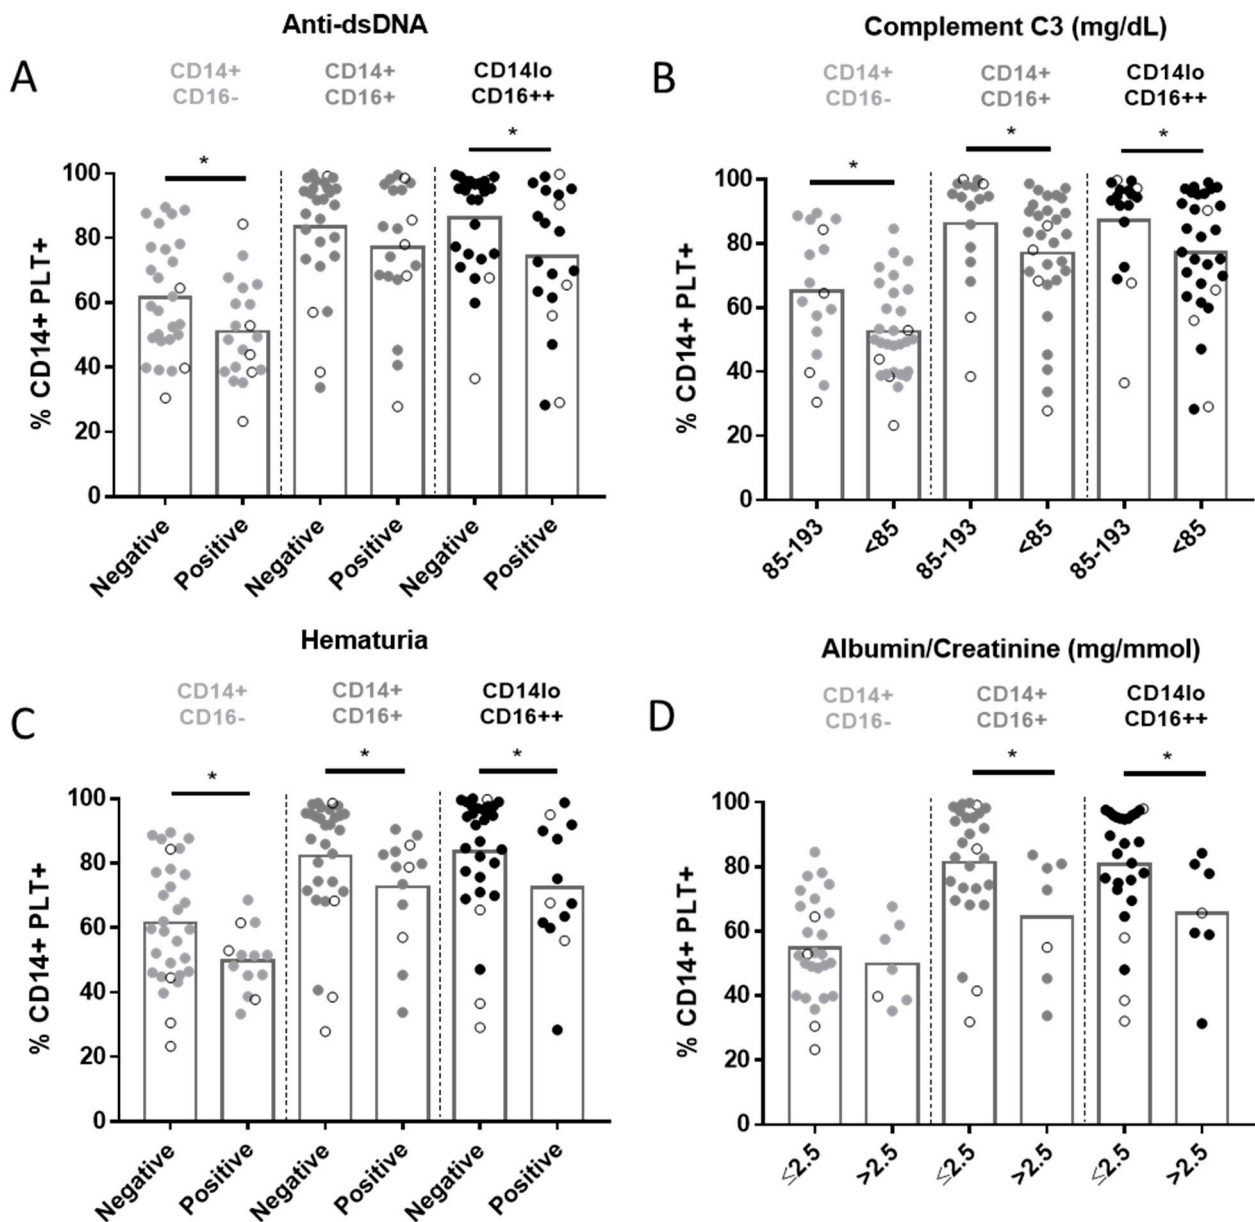 Anti-dsDNA
A
CD14+ CD14+ CD14lo
CD16- CD16+ CD16++
* *
% CD14+ PLT+
100
80
60
40
20
0
Negative Positive Negative Positive Negative Positive
Complement C3 (mg/dL)
B
CD14+ CD14+ CD14lo
CD16- CD16+ CD16++
* * *
% CD14+ PLT+
100
80
60
40
20
0
85-193 <85 85-193 <85 85-193 <85
Hematuria
C
CD14+ CD14+ CD14lo
CD16- CD16+ CD16++
* * *
% CD14+ PLT+
100
80
60
40
20
0
Negative Positive Negative Positive Negative Positive
Albumin/Creatinine (mg/mmol)
D
CD14+ CD14+ CD14lo
CD16- CD16+ CD16++
* *
% CD14+ PLT+
100
80
60
40
20
0
≤2.5 >2.5 ≤2.5 >2.5 ≤2.5 >2.5